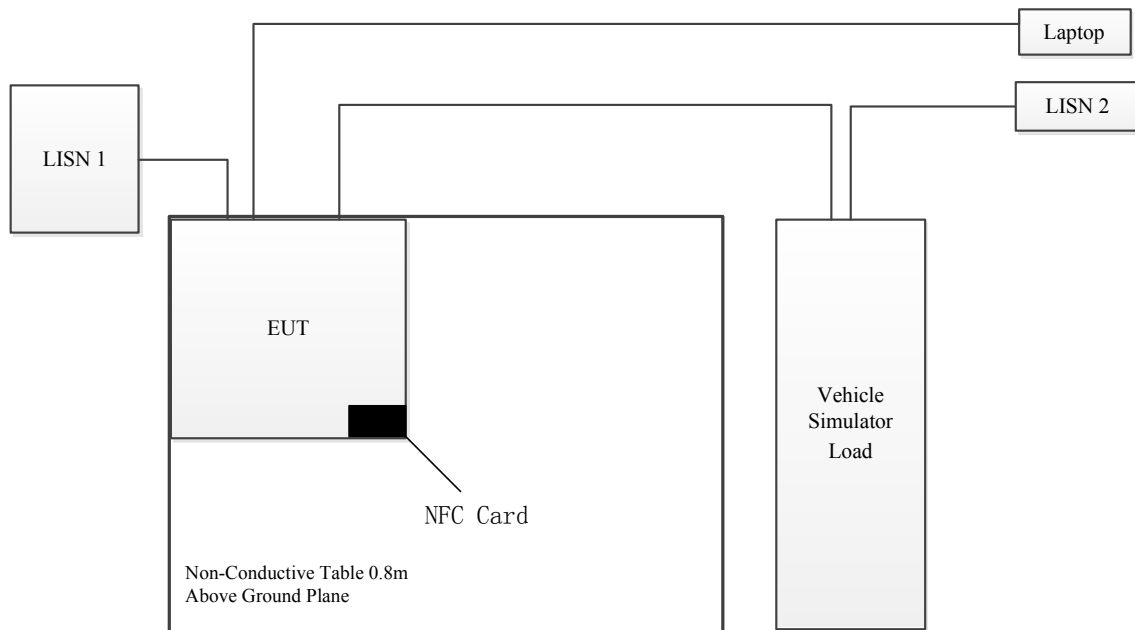 Laptop
LISN 2
LISN 1
EUT
Vehicle
Simulator
Load
NFC Card
Non-Conductive Table 0.8m
Above Ground Plane